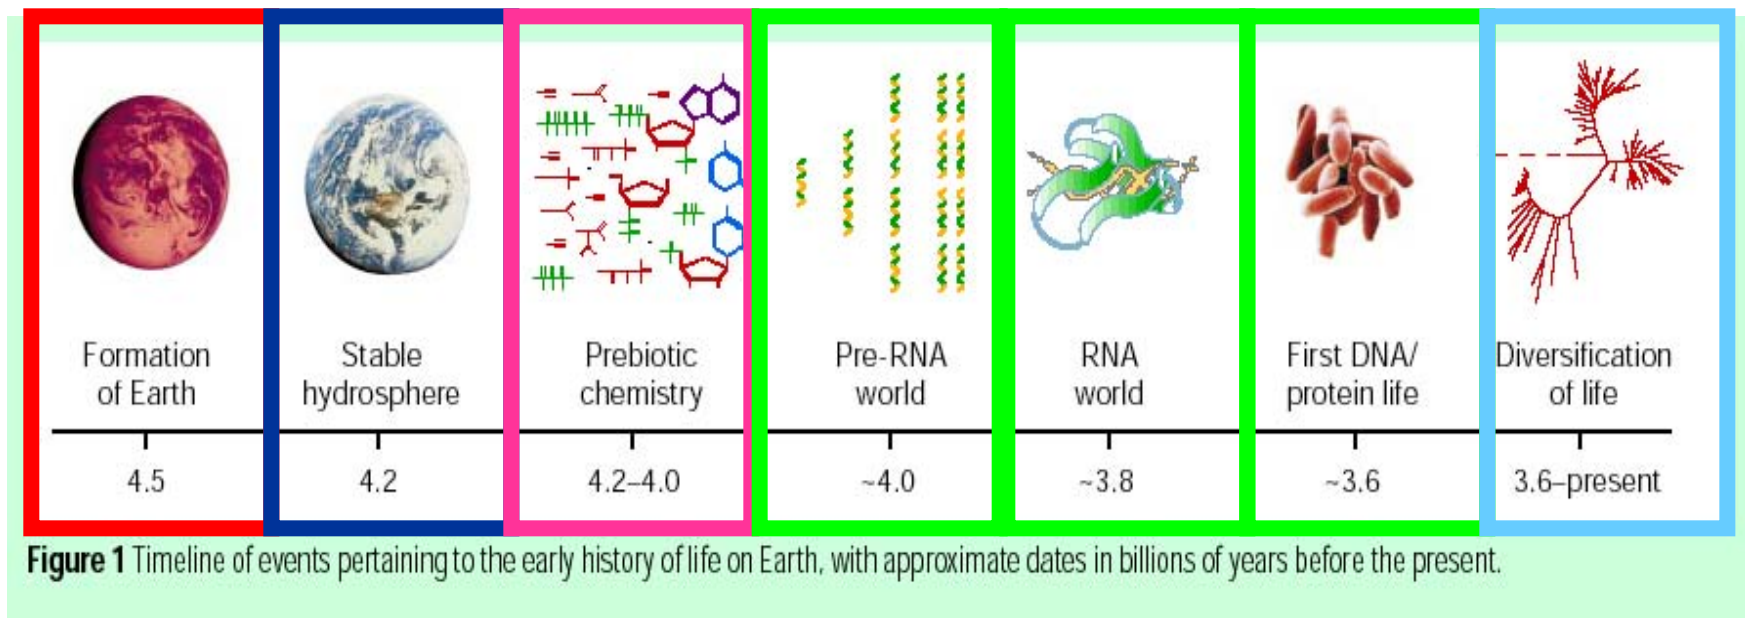 Formation
of Earth
Stable
hydrosphere
Prebiotic
chemistry
Pre-RNA
world
RNA
world
First DNA/
protein life
Diversification
of life
4.5
4.2
4.2–4.0
~4.0
~3.8
~3.6
3.6–present
Figure 1 Timeline of events pertaining to the early history of life on Earth, with approximate dates in billions of years before the present.